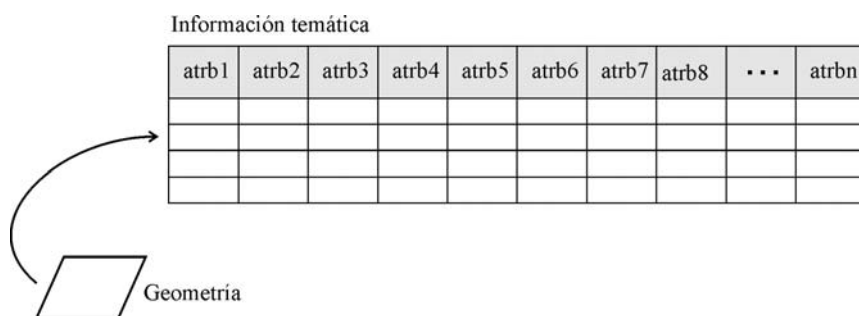 Información temática
atrb1 atrb2 atrb3 atrb4 atrb5 atrb6 atrb7 atrb8 ... atrbn
Geometría